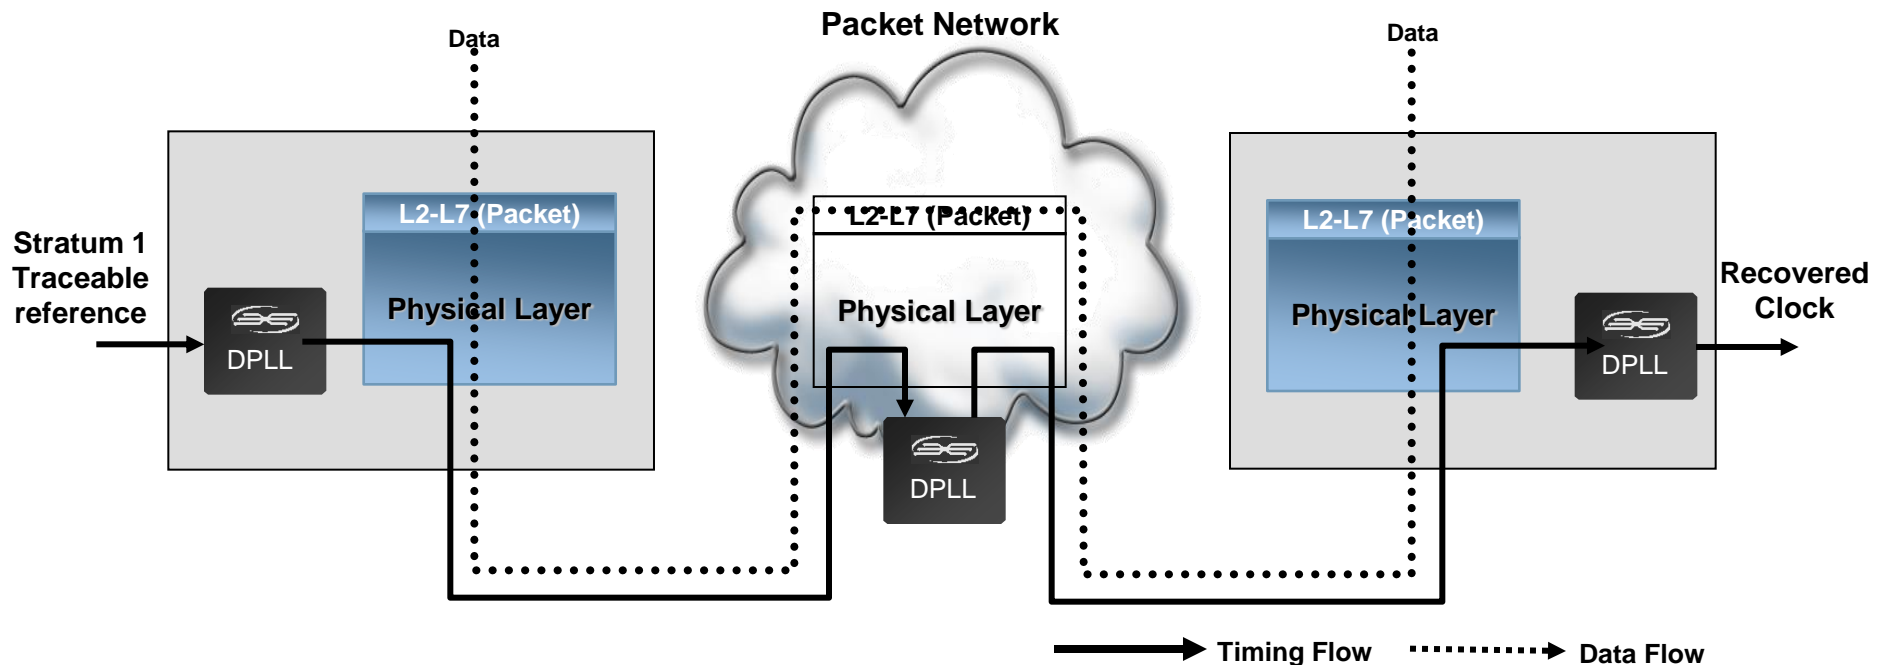 Packet Network
Data
Data
L2-L7 (Packet)
L2-L7 (Packet)
L2-L7 (Packet)
Stratum 1
Traceable
reference
Physical Layer
Physical Layer
Physical Layer
Recovered
Clock
DPLL
DPLL
DPLL
Timing Flow
Data Flow